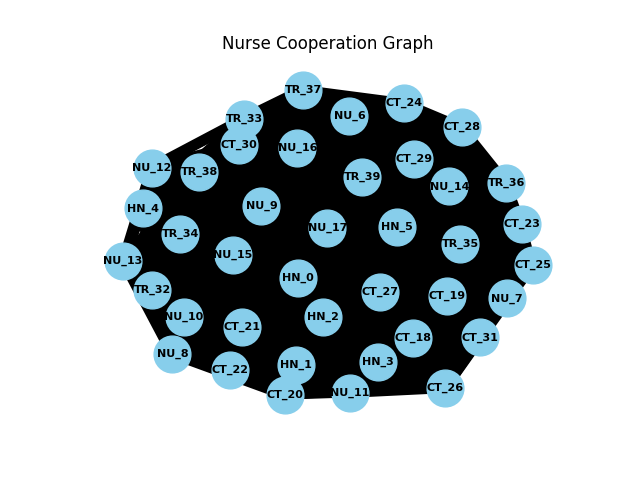 Nurse Cooperation Graph
TR_37
CT_24
NU_6
TR_33
CT_28
CT_30
NU_16
CT_29
NU_12
TR_38
TR_39
TR_36
NU_14
NU_9
HN_4
CT_23
HN_5
NU_17
TR_34
TR_35
NU_15
NU_13
CT_25
HN_0
TR_32
CT_27
CT_19
NU_7
NU_10
HN_2
CT_21
CT_31
CT_18
NU_8
HN_3
HN_1
CT_22
CT_26
NU_11
CT_20